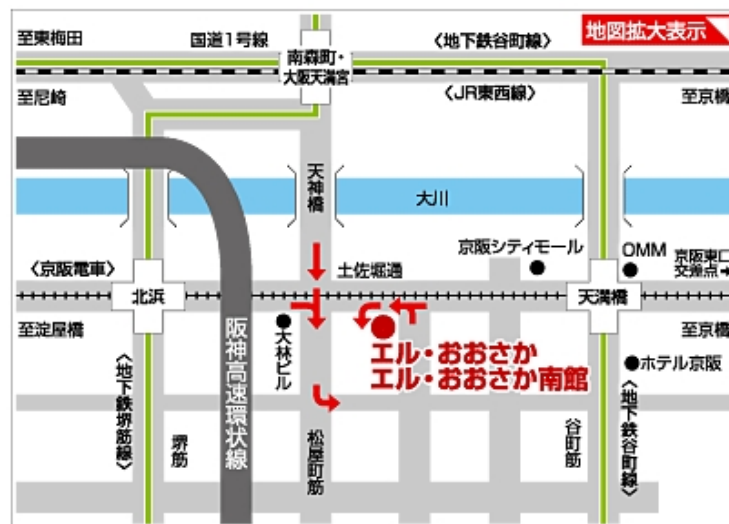 至東梅田
国道1号線
〈地下鉄谷町線〉
地図拡大表示
南森町・
大阪天満宮
至尼崎
〈JR東西線〉
至京橋
天神橋
大川
京阪シティモール
OMM
京阪東口
交差点→
〈京阪電車〉
土佐堀通
北浜
天満橋
至淀屋橋
大林ビル
至京橋
エル・おおさか
エル・おおさか南館
ホテル京阪
阪神高速環状線
〈地下鉄堺筋線〉
堺筋
松屋町筋
谷町筋
〈地下鉄谷町線〉